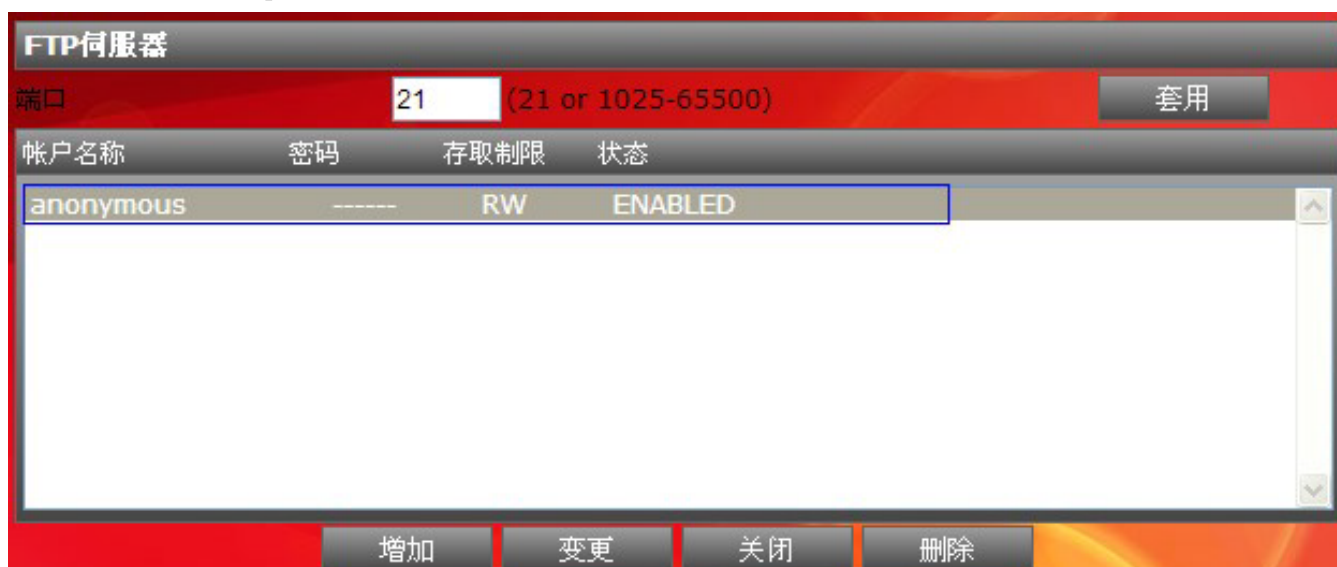 FTP伺服器
端口 21 (21 or 1025-65500) 套用
帐户名称 密码 存取制限 状态
anonymous ------ RW ENABLED
增加 变更 关闭 删除